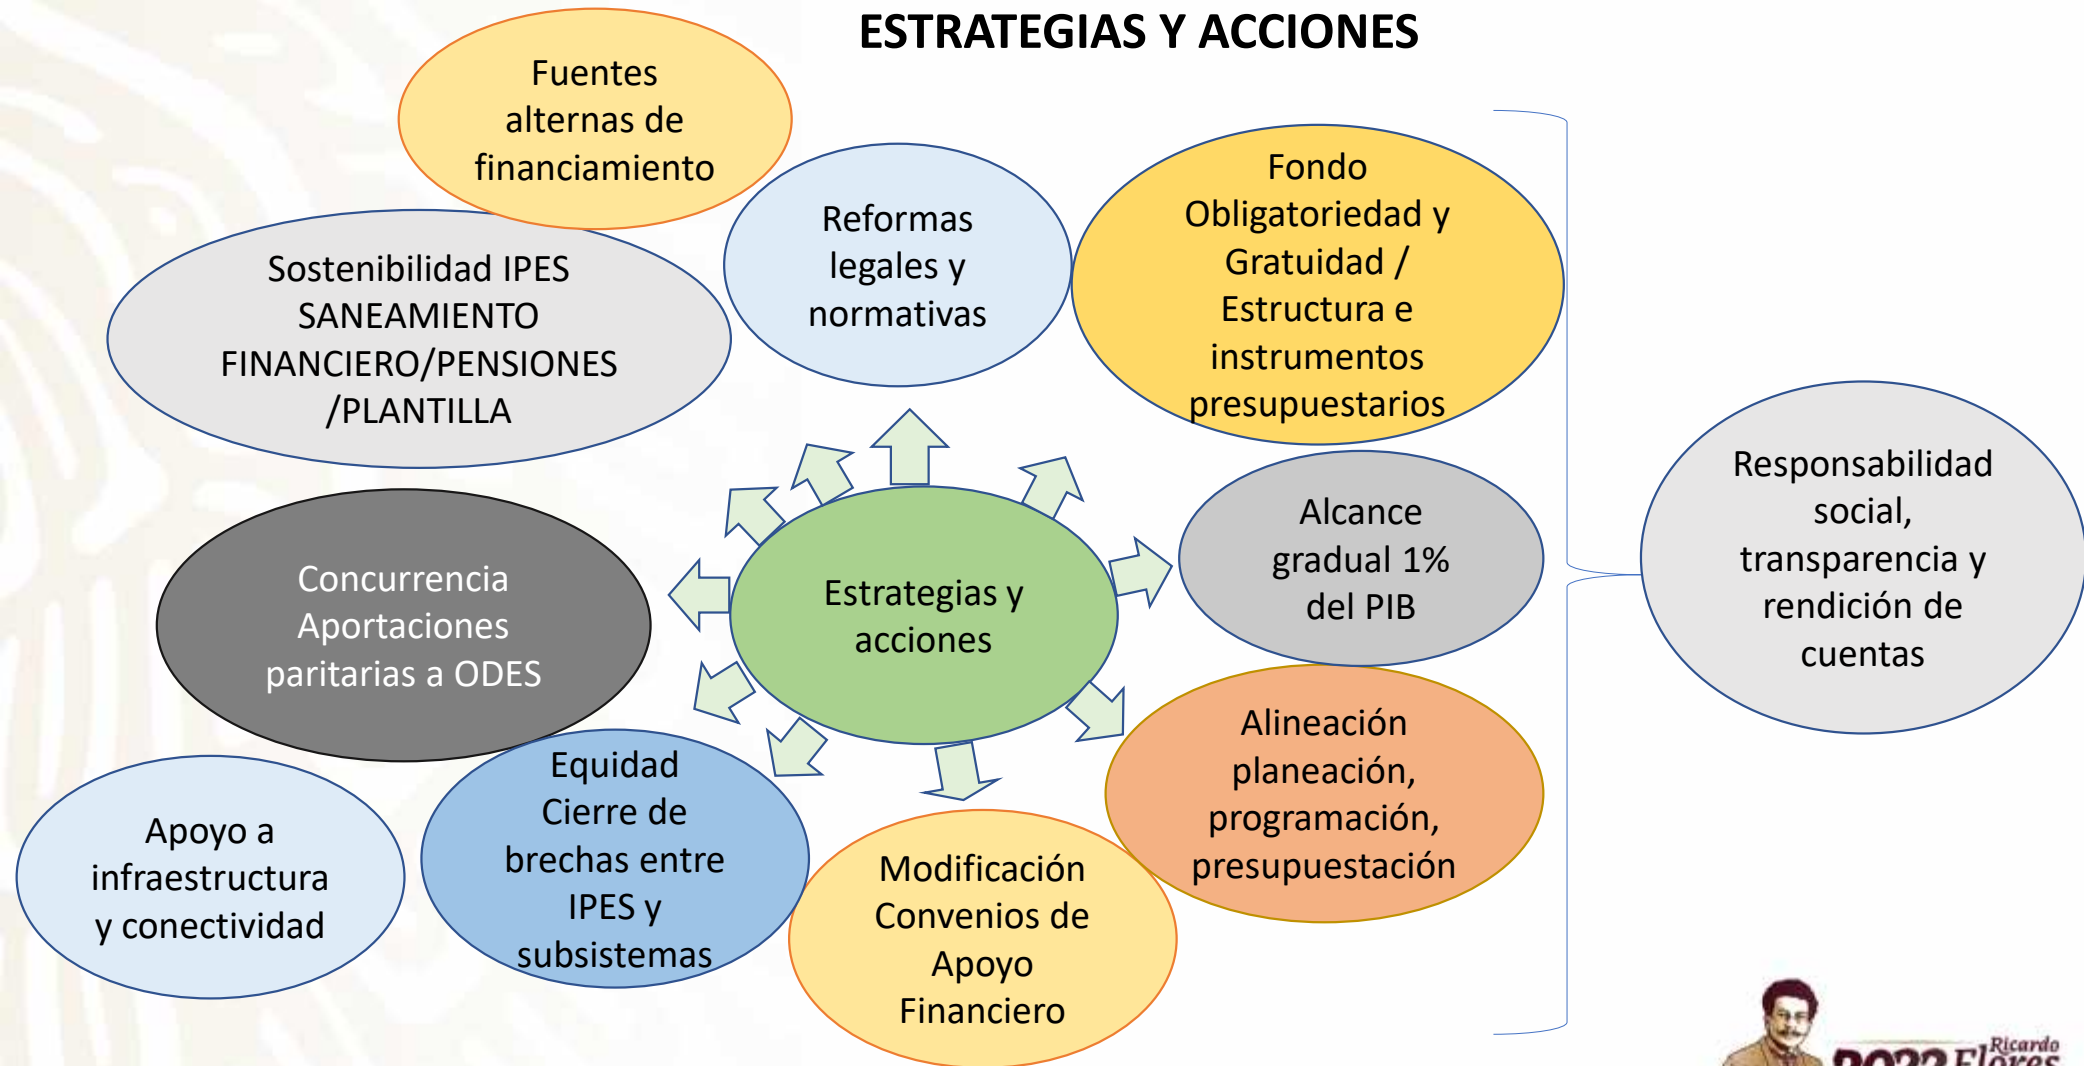 ESTRATEGIAS Y ACCIONES
Fuentes
alternas de
financiamiento
Reformas
legales y
normativas
Fondo
Obligatoriedad y
Gratuidad /
Estructura e
instrumentos
presupuestarios
Sostenibilidad IPES
SANEAMIENTO
FINANCIERO/PENSIONES
/PLANTILLA
Alcance
gradual 1%
del PIB
Responsabilidad
social,
transparencia y
rendición de
cuentas
Concurrencia
Aportaciones
paritarias a ODES
Estrategias y
acciones
Alineación
planeación,
programación,
presupuestación
Equidad
Cierre de
brechas entre
IPES y
subsistemas
Apoyo a
infraestructura
y conectividad
Modificación
Convenios de
Apoyo
Financiero
Ricardo
2022 Flores